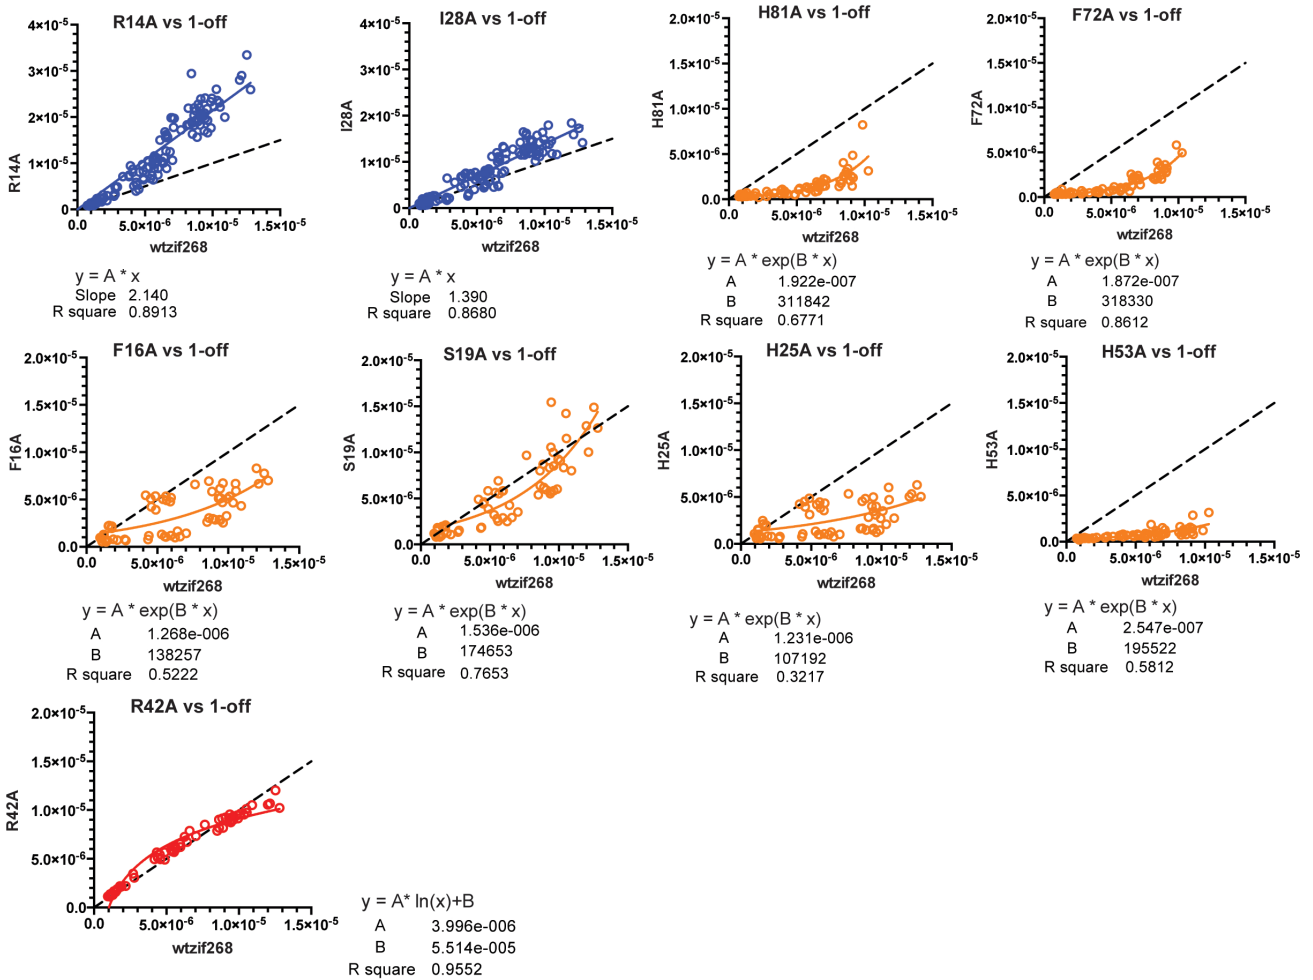 R14A vs 1-off
4×10-5
3×10-5
2×10-5
1×10-5
0
0
5.0×10-6
1.0×10-5
1.5×10-5
R14A
wtzif268
y = A * x
Slope 2.140
R square 0.8913
I28A vs 1-off
4×10-5
3×10-5
2×10-5
1×10-5
0
0.0
5.0×10-6
1.0×10-5
1.5×10-5
I28A
wtzif268
y = A * x
Slope 1.390
R square 0.8680
H81A vs 1-off
2.0×10-5
1.5×10-5
1.0×10-5
5.0×10-6
0.0
0.0
5.0×10-6
1.0×10-5
1.5×10-5
H81A
wtzif268
y = A * exp(B * x)
A 1.922e-007
B 311842
R square 0.6771
F72A vs 1-off
2.0×10-5
1.5×10-5
1.0×10-5
5.0×10-6
0.0
0.0
5.0×10-6
1.0×10-5
1.5×10-5
F72A
wtzif268
y = A * exp(B * x)
A 1.872e-007
B 318330
R square 0.8612
F16A vs 1-off
2.0×10-5
1.5×10-5
1.0×10-5
5.0×10-6
0.0
0.0
5.0×10-6
1.0×10-5
1.5×10-5
F16A
wtzif268
y = A * exp(B * x)
A 1.268e-006
B 138257
R square 0.5222
S19A vs 1-off
2.0×10-5
1.5×10-5
1.0×10-5
5.0×10-6
0.0
0.0
5.0×10-6
1.0×10-5
1.5×10-5
S19A
wtzif268
y = A * exp(B * x)
A 1.536e-006
B 174653
R square 0.7653
H25A vs 1-off
2.0×10-5
1.5×10-5
1.0×10-5
5.0×10-6
0.0
0.0
5.0×10-6
1.0×10-5
1.5×10-5
H25A
wtzif268
y = A * exp(B * x)
A 1.231e-006
B 107192
R square 0.3217
H53A vs 1-off
2.0×10-5
1.5×10-5
1.0×10-5
5.0×10-6
0.0
0.0
5.0×10-6
1.0×10-5
1.5×10-5
H53A
wtzif268
y = A * exp(B * x)
A 2.547e-007
B 195522
R square 0.5812
R42A vs 1-off
2.0×10-5
1.5×10-5
1.0×10-5
5.0×10-6
0.0
0.0
5.0×10-6
1.0×10-5
1.5×10-5
R42A
wtzif268
y = A* ln(x)+B
A 3.996e-006
B 5.514e-005
R square 0.9552